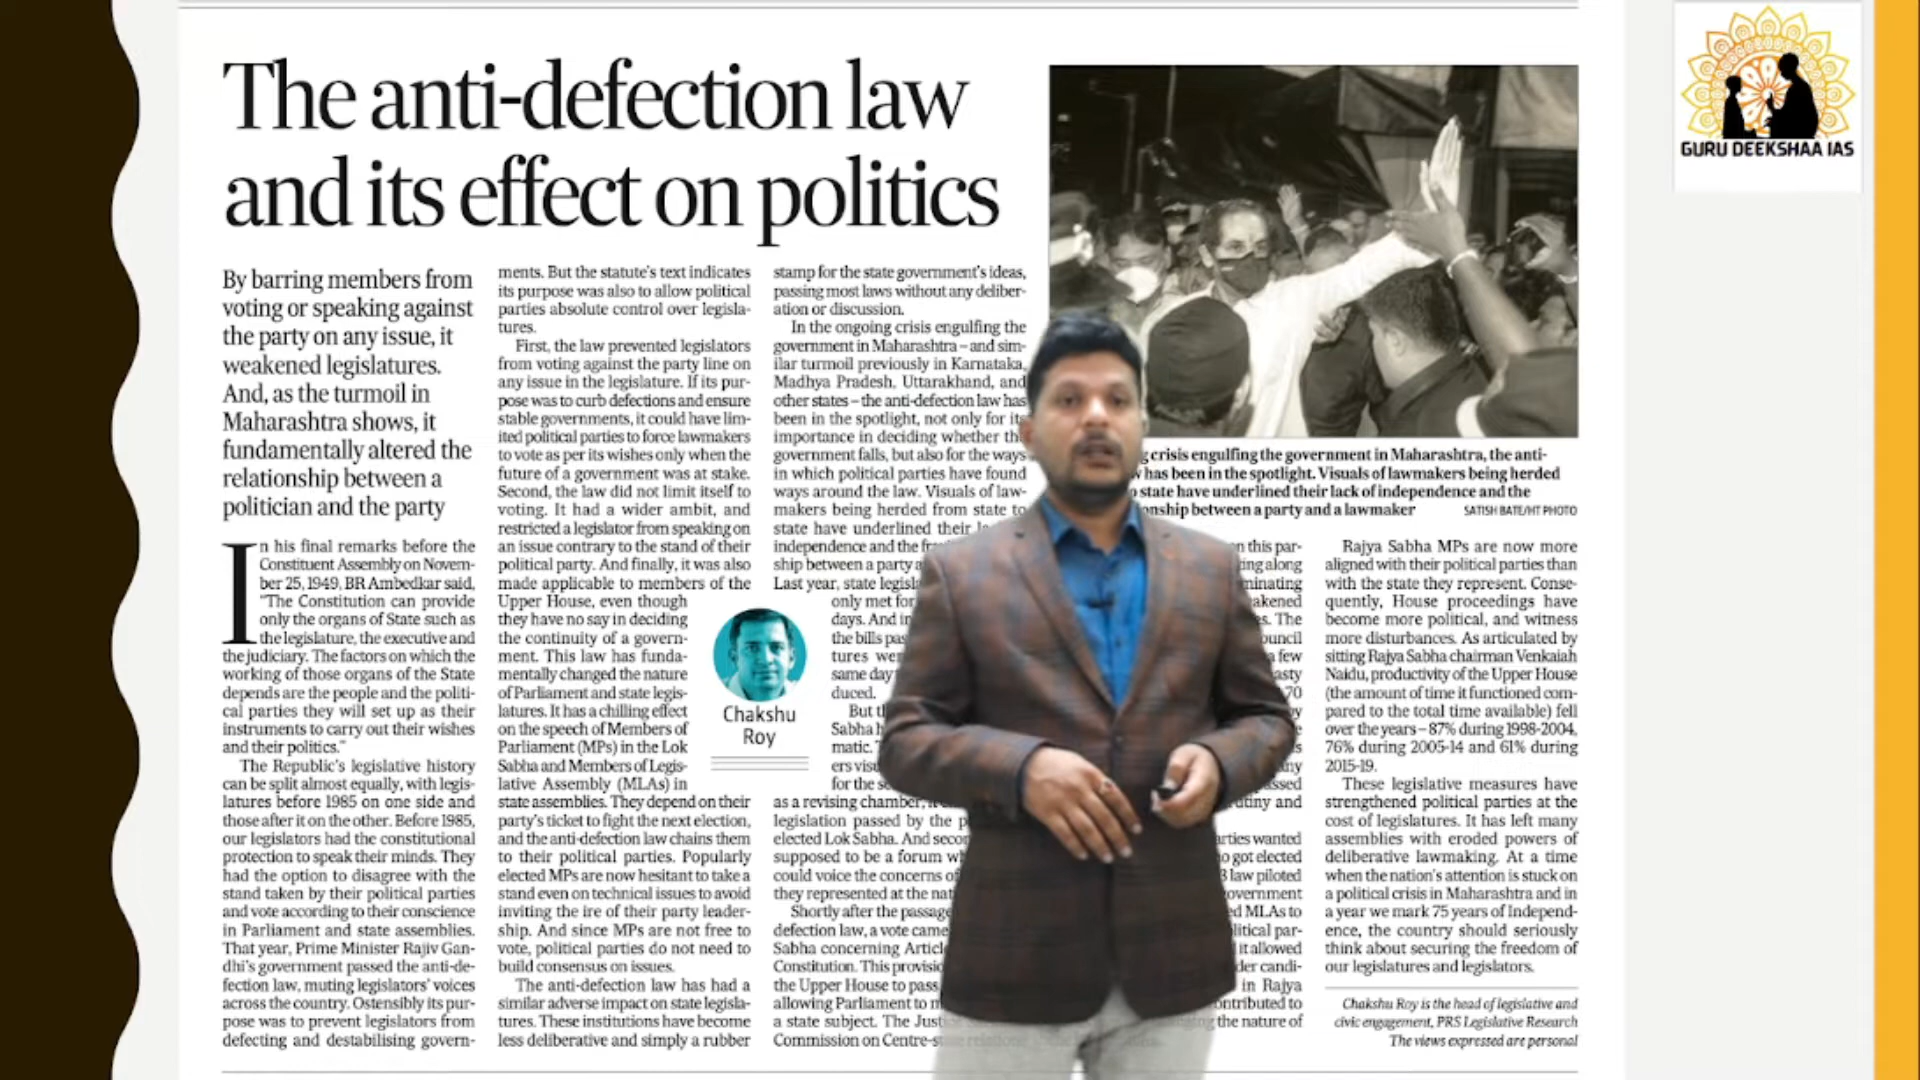 The anti-defection law
and its effect on politics
By barring members from
voting or speaking against
the party on any issue, it
weakened legislatures.
And, as the turmoil in
Maharashtra shows, it
fundamentally altered the
relationship between a
politician and the party
In his final remarks before the
Constituent Assembly on Novem-
ber 25, 1949, BR Ambedkar said,
"The Constitution can provide
only the organs of State such as
the legislature, the executive and
the judiciary. The factors on which the
working of those organs of the State
depends are the people and the politi-
cal parties they will set up as their
instruments to carry out their wishes
and their politics."
The Republic's legislative history
can be split almost equally, with legis-
latures before 1985 on one side and
those after it on the other. Before 1985,
our legislators had the constitutional
protection to speak their minds. They
had the option to disagree with the
stand taken by their political parties
and vote according to their conscience
in Parliament and state assemblies.
That year, Prime Minister Rajiv Gan-
dhi's government passed the anti-de-
fection law, muting legislators' voices
across the country. Ostensibly its pur-
pose was to prevent legislators from
defecting and destabilising govern-
ments. But the statute's text indicates
its purpose was also to allow political
parties absolute control over legisla-
tures.
First, the law prevented legislators
from voting against the party line on
any issue in the legislature. If its pur-
pose was to curb defections and ensure
stable governments, it could have lim-
ited political parties to force lawmakers
to vote as per its wishes only when the
future of a government was at stake.
Second, the law did not limit itself to
voting. It had a wider ambit, and
restricted a legislator from speaking on
an issue contrary to the stand of their
political party. And finally, it was also
made applicable to members of the
Upper House, even though
they have no say in deciding
the continuity of a govern-
ment. This law has funda-
mentally changed the nature
of Parliament and state legis-
latures. It has a chilling effect
on the speech of Members of
Parliament (MPs) in the Lok
Sabha and Members of Legis-
lative Assembly (MLAs) in
state assemblies. They depend on their
party's ticket to fight the next election,
and the anti-defection law chains them
to their political parties. Popularly
elected MPs are now hesitant to take a
stand even on technical issues to avoid
inviting the ire of their party leader-
ship. And since MPs are not free to
vote, political parties do not need to
build consensus on issues.
The anti-defection law has had a
similar adverse impact on state legisla-
tures. These institutions have become
less deliberative and simply a rubber
Chakshu
Roy
stamp for the state government's ideas,
passing most laws without any deliber-
ation or discussion.
In the ongoing crisis engulfing the
government in Maharashtra – and sim-
ilar turmoil previously in Karnataka,
Madhya Pradesh, Uttarakhand, and
other states – the anti-defection law has
been in the spotlight, not only for its
importance in deciding whether the
government falls, but also for the ways
in which political parties have found
ways around the law. Visuals of law-
makers being herded from state to
state have underlined their
independence and the
ship between a party
Last year, state
only met for
days. And in
the bills
same day
duced.
But
Sabha
matic.
for the
as a revising chamber,
legislation passed by the
elected Lok Sabha. And
supposed to be a forum
could voice the concerns of
they represented at the
Shortly after the passage
defection law, a vote came
Sabha concerning
Constitution. This
the Upper House to pass
allowing Parliament to
a state subject. The
Commission on
crisis engulfing the government in Maharashtra, the anti-
has been in the spotlight. Visuals of lawmakers being herded
state have underlined their lack of independence and the
between a party and a lawmaker
SATISH BATE/HT PHOTO
on this par-
along
few
70
and
wanted
got elected
law piloted
MLAs to
it allowed
in Rajya
to
the nature of
Rajya Sabha MPs are now more
aligned with their political parties than
with the state they represent. Conse-
quently, House proceedings have
become more political, and witness
more disturbances. As articulated by
sitting Rajya Sabha chairman Venkaiah
Naidu, productivity of the Upper House
(the amount of time it functioned com-
pared to the total time available) fell
over the years – 87% during 1998-2004,
76% during 2005-14 and 61% during
2015-19.
These legislative measures have
strengthened political parties at the
cost of legislatures. It has left many
assemblies with eroded powers of
deliberative lawmaking. At a time
when the nation's attention is stuck on
a political crisis in Maharashtra and in
a year we mark 75 years of Independ-
ence, the country should seriously
think about securing the freedom of
our legislatures and legislators.
Chakshu Roy is the head of legislative and
civic engagement, PRS Legislative Research
The views expressed are personal
GURU DEEKSHAA IAS